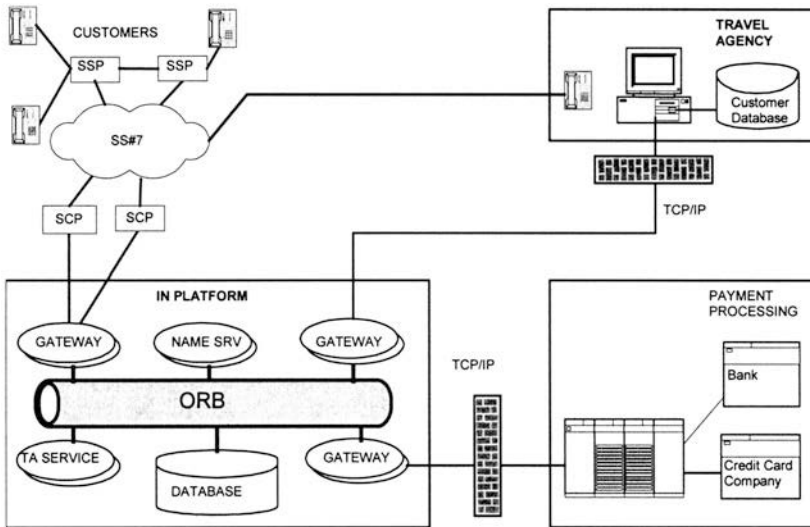 CUSTOMERS
SSP
SSP
SS#7
SCP
SCP
TRAVEL
AGENCY
Customer
Database
TCP/IP
IN PLATFORM
GATEWAY
NAME SRV
GATEWAY
ORB
TA SERVICE
DATABASE
GATEWAY
TCP/IP
PAYMENT
PROCESSING
Bank
Credit Card
Company